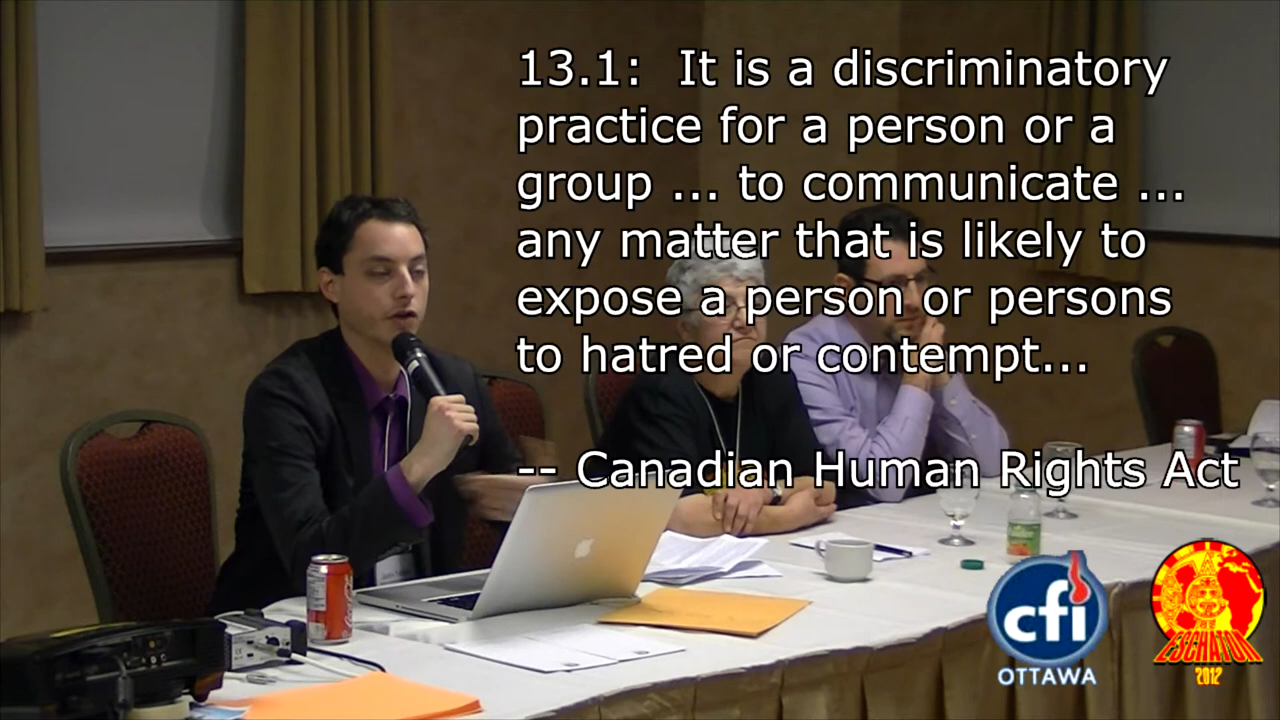 13.1:  It is a discriminatory
practice for a person or a
group ... to communicate ...
any matter that is likely to
expose a person or persons
to hatred or contempt...
-- Canadian Human Rights Act
cfi
OTTAWA
ESCHATON
2012